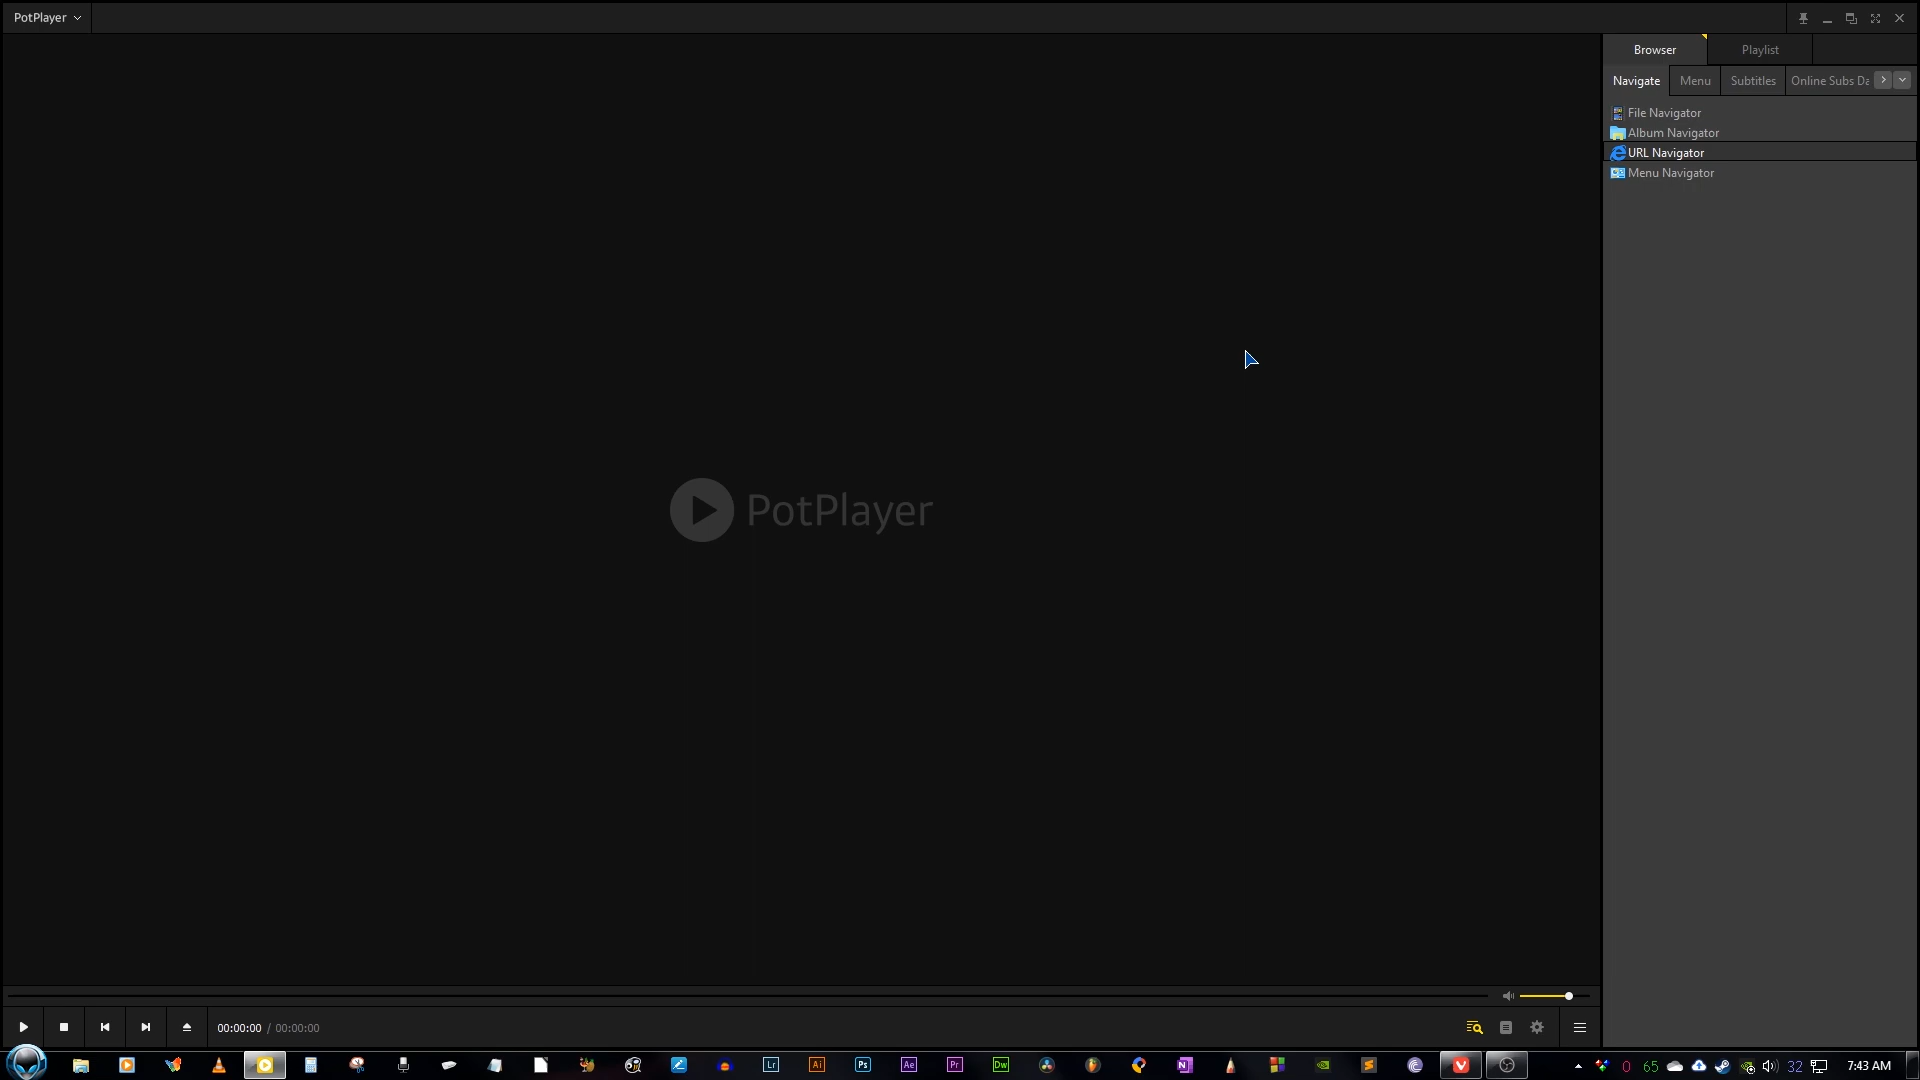 PotPlayer
Browser
Playlist
Navigate
Menu
Subtitles
Online Subs Da
File Navigator
Album Navigator
URL Navigator
Menu Navigator
PotPlayer
00:00:00 / 00:00:00
Lr
Ai
Ps
Ae
Pr
Dw
N
0
65
32
7:43 AM